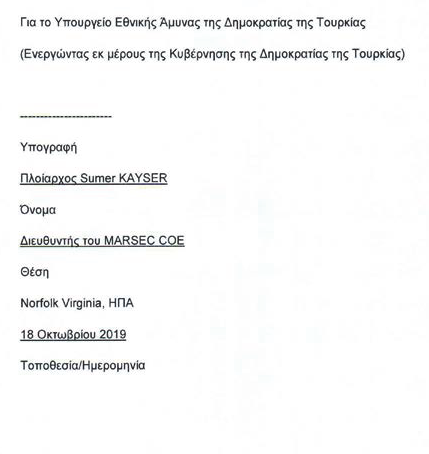 Για το Υπουργείο Εθνικής Άμυνας της Δημοκρατίας της Τουρκίας
(Ενεργώντας εκ μέρους της Κυβέρνησης της Δημοκρατίας της Τουρκίας)
-----------------------
Υπογραφή
Πλοίαρχος Sumer KAYSER
Όνομα
Διευθυντής του MARSEC COE
Θέση
Norfolk Virginia, ΗΠΑ
18 Οκτωβρίου 2019
Τοποθεσία/Ημερομηνία